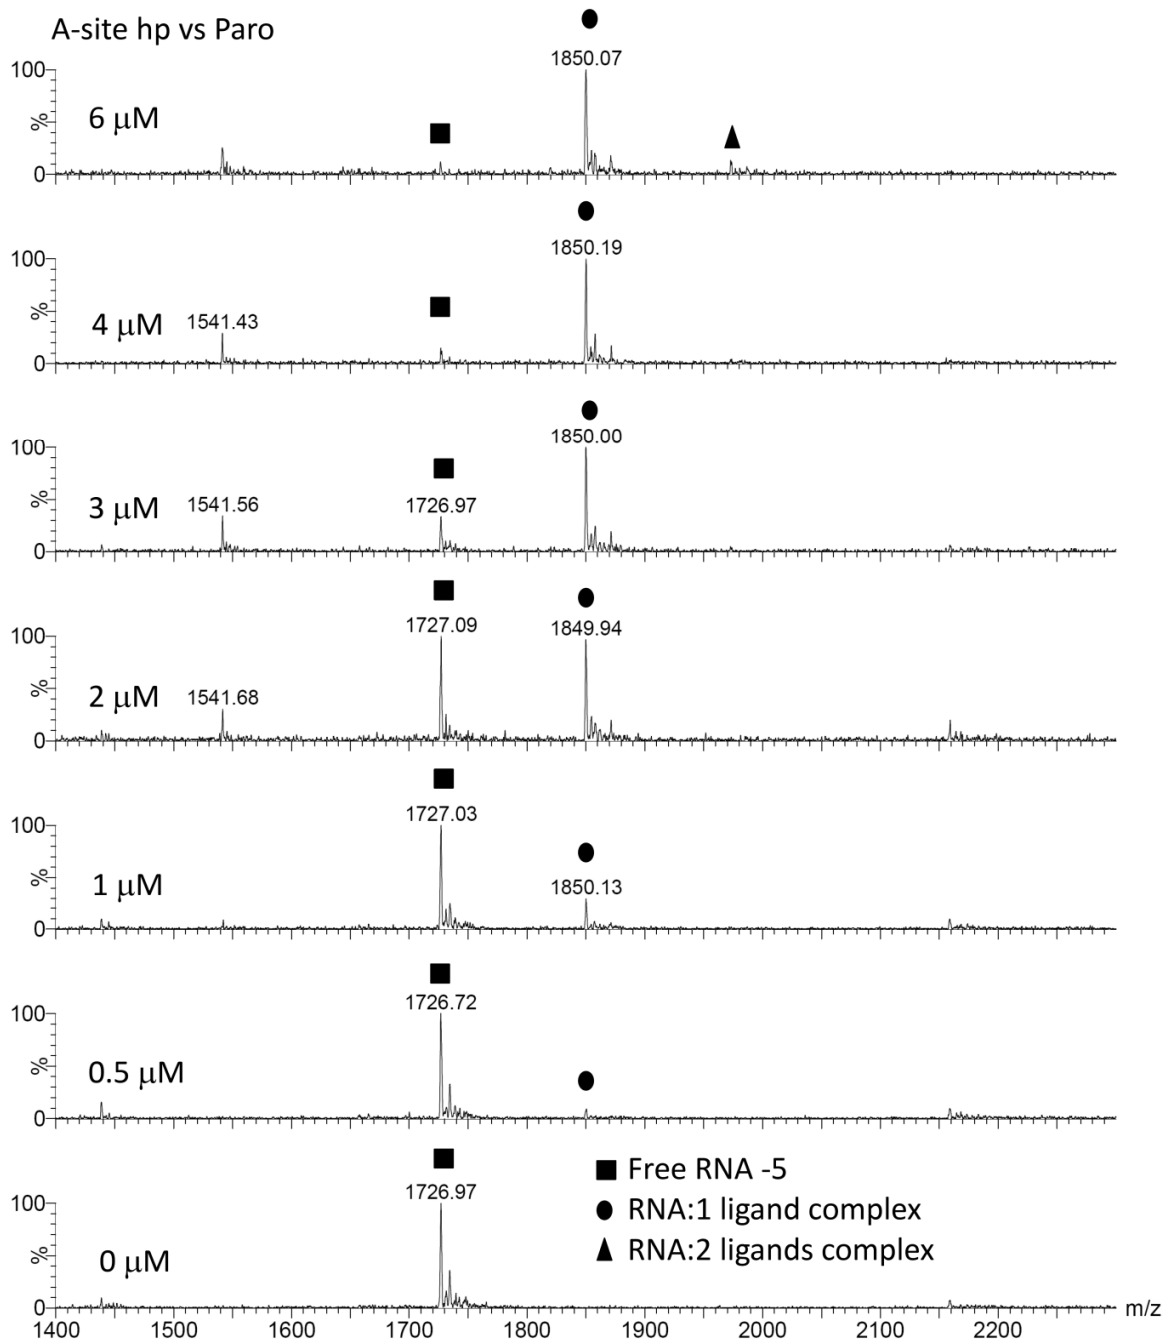 A-site hp vs Paro
1850.07
100
%
6 μM
0
1850.19
100
%
4 μM
1541.43
0
1850.00
100
%
3 μM
1541.56
1726.97
0
1727.09
1849.94
100
%
2 μM
1541.68
0
1727.03
100
%
1 μM
1850.13
0
1726.72
100
%
0.5 μM
0
1726.97
100
%
0 μM
0
Free RNA -5
RNA:1 ligand complex
RNA:2 ligands complex
m/z
1400 1500 1600 1700 1800 1900 2000 2100 2200